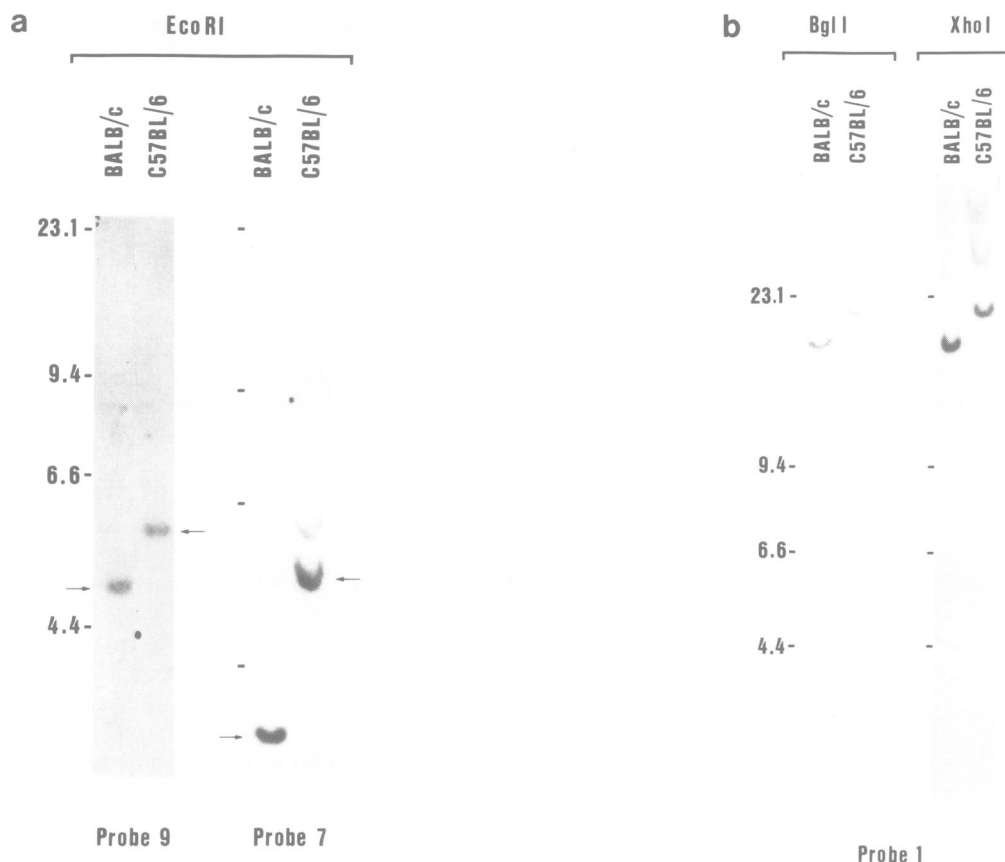 a
EcoRI
BALB/c
C57BL/6
BALB/c
C57BL/6
23.1-
9.4-
6.6-
4.4-
Probe 9
Probe 7
b
BglI
XhoI
BALB/c
C57BL/6
BALB/c
C57BL/6
23.1-
9.4-
6.6-
4.4-
Probe 1